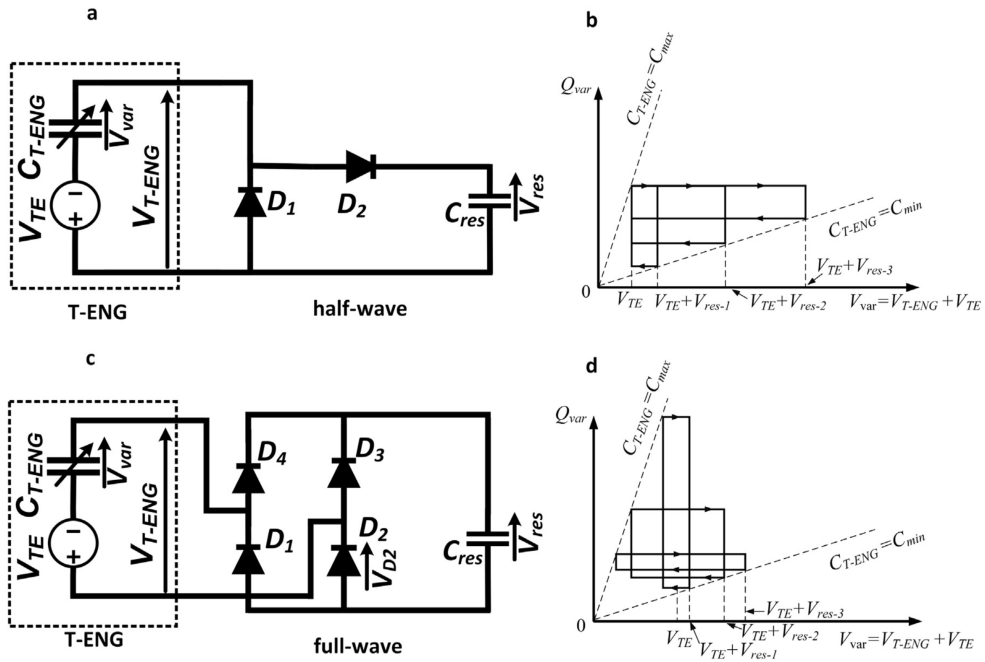 a
V_TE
C_T-ENG
V_var
V_T-ENG
D_1
D_2
C_res
V_res
T-ENG
half-wave
b
Q_var
C_T-ENG=C_max
C_T-ENG=C_min
0
V_TE
V_TE+V_res-1
V_TE+V_res-2
V_TE+V_res-3
V_var=V_T-ENG+V_TE
c
V_TE
C_T-ENG
V_var
V_T-ENG
D_4
D_3
D_1
D_2
V_D2
C_res
V_res
T-ENG
full-wave
d
Q_var
C_T-ENG=C_max
C_T-ENG=C_min
0
V_TE
V_TE+V_res-1
V_TE+V_res-2
V_TE+V_res-3
V_var=V_T-ENG+V_TE